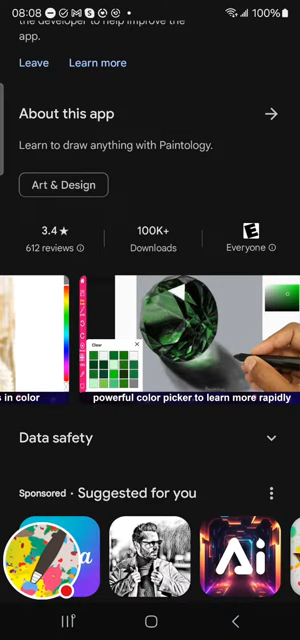 08:08
100%
the developer to help improve the
app.
Leave Learn more
About this app
Learn to draw anything with Paintology.
Art & Design
3.4★ 100K+ E
612 reviews Downloads Everyone
Clear
s in color powerful color picker to learn more rapidly
Data safety
Sponsored • Suggested for you
a Ai